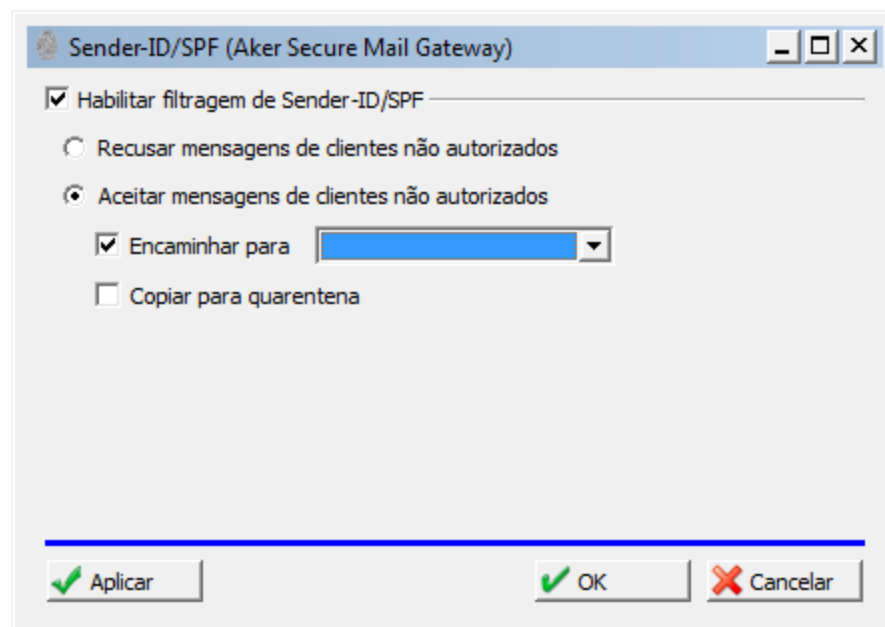 Sender-ID/SPF (Aker Secure Mail Gateway)
Habilitar filtragem de Sender-ID/SPF
Recusar mensagens de clientes não autorizados
Aceitar mensagens de clientes não autorizados
Encaminhar para
Copiar para quarentena
Aplicar OK Cancelar